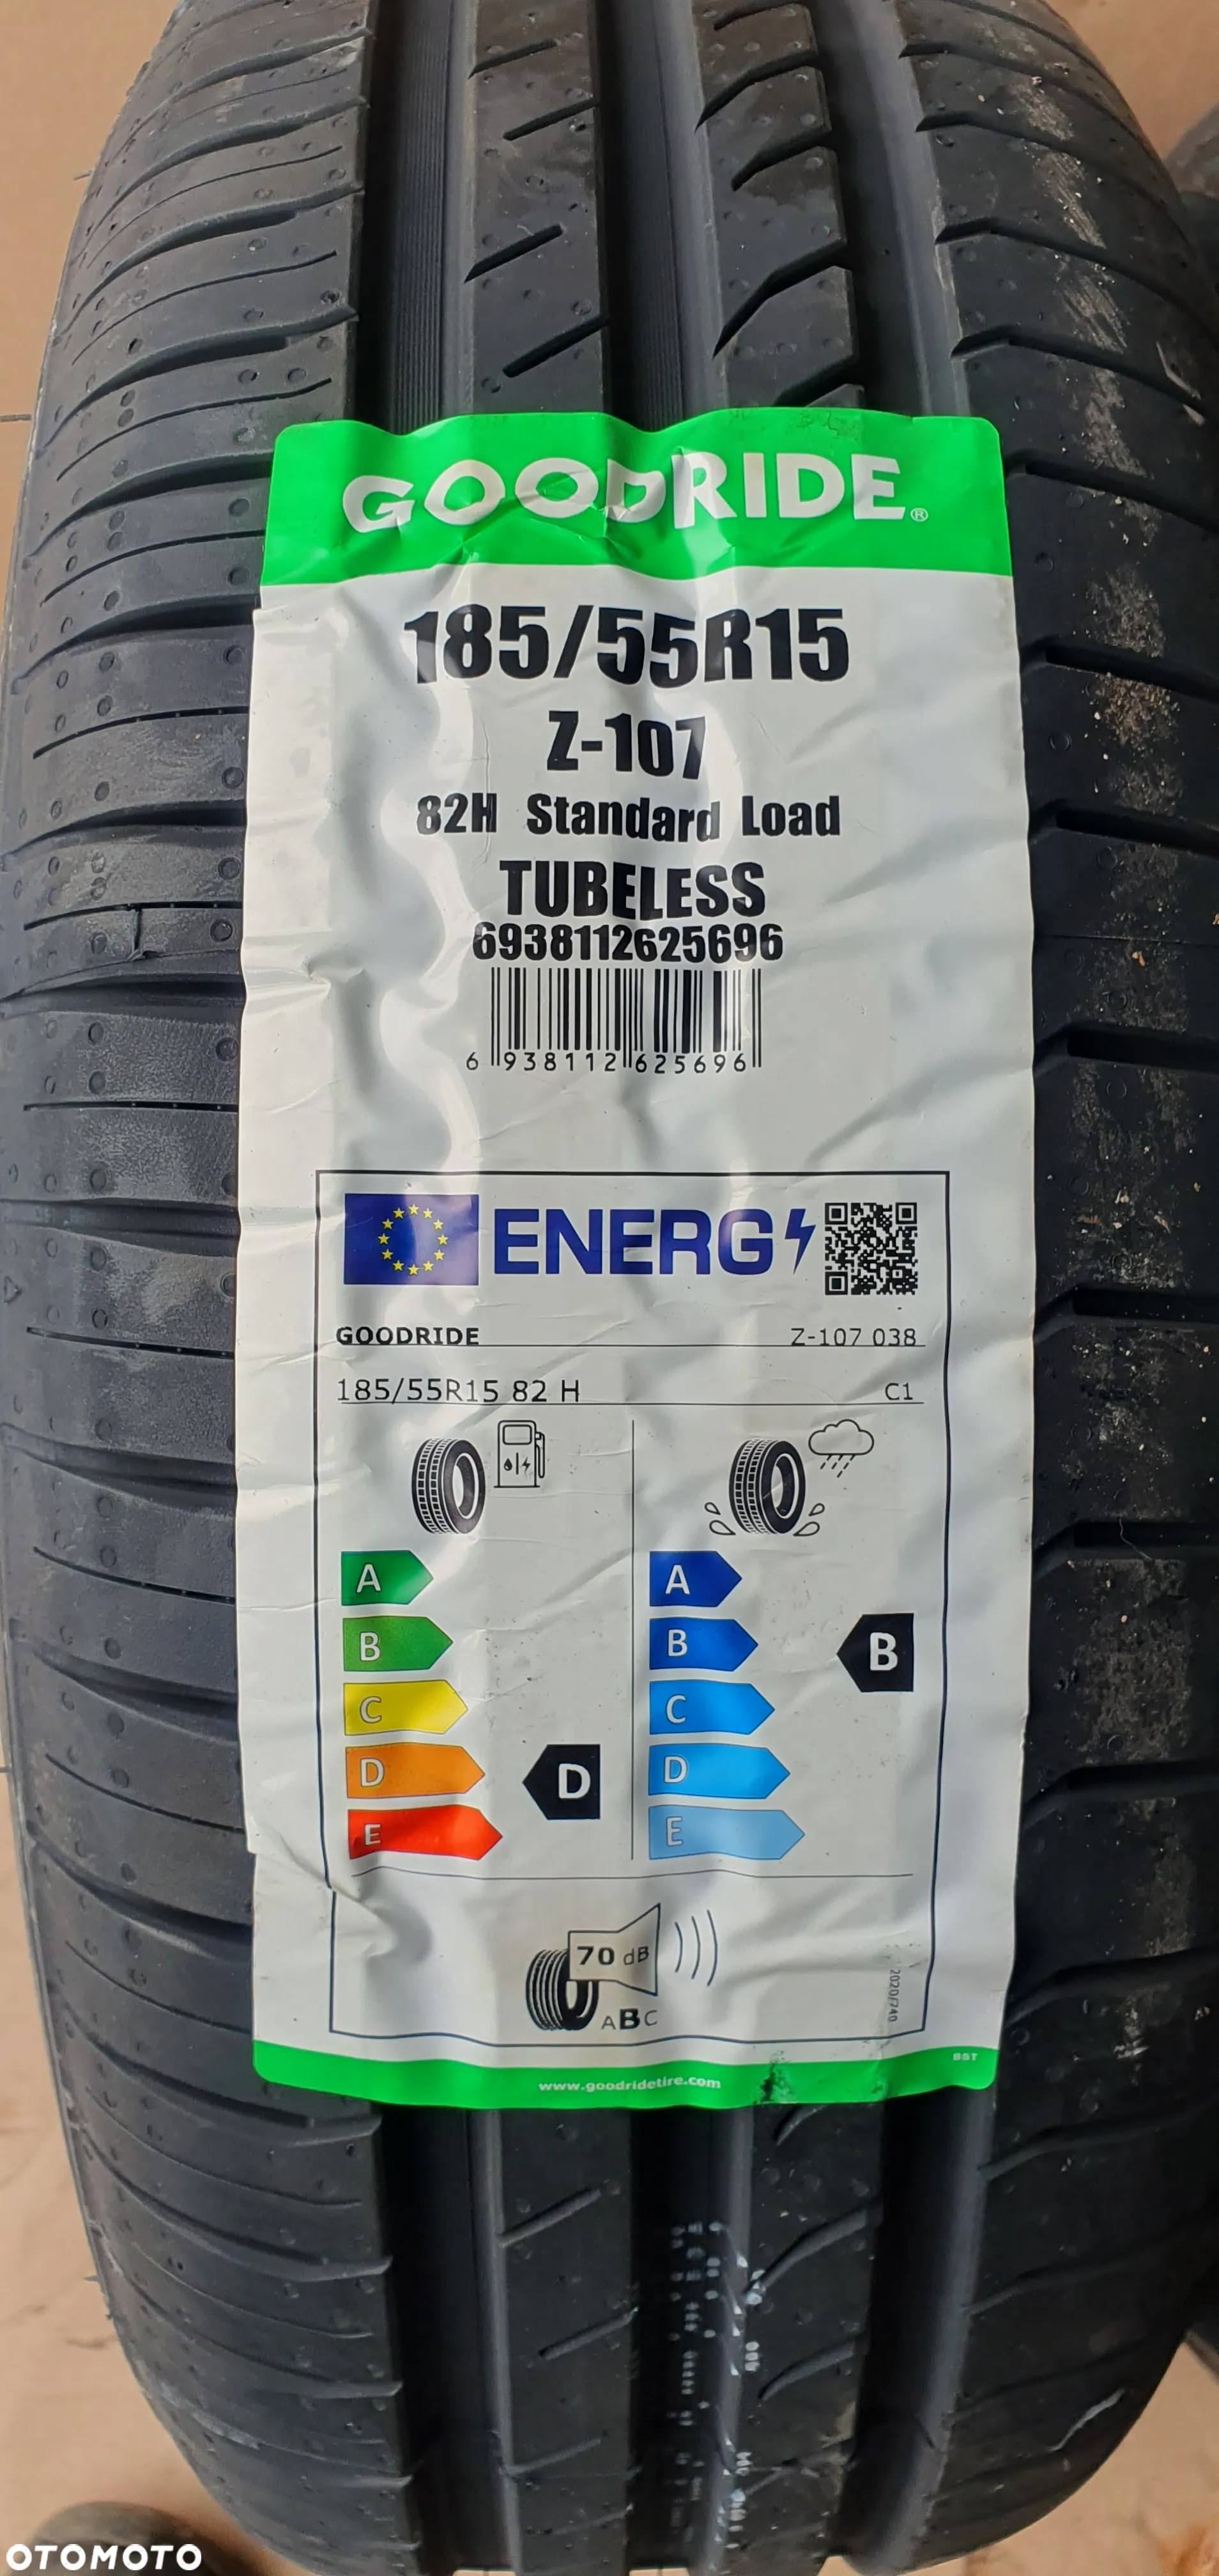 GOODRIDE®
185/55R15
Z-107
82H Standard Load
TUBELESS
6938112625696
6 938112 625696
ENERG
GOODRIDE Z-107 038
185/55R15 82 H C1
A A
B B B
C C
D D D
E E
70 dB
ABC
2020/740
BST
www.goodridetire.com
OTOMOTO